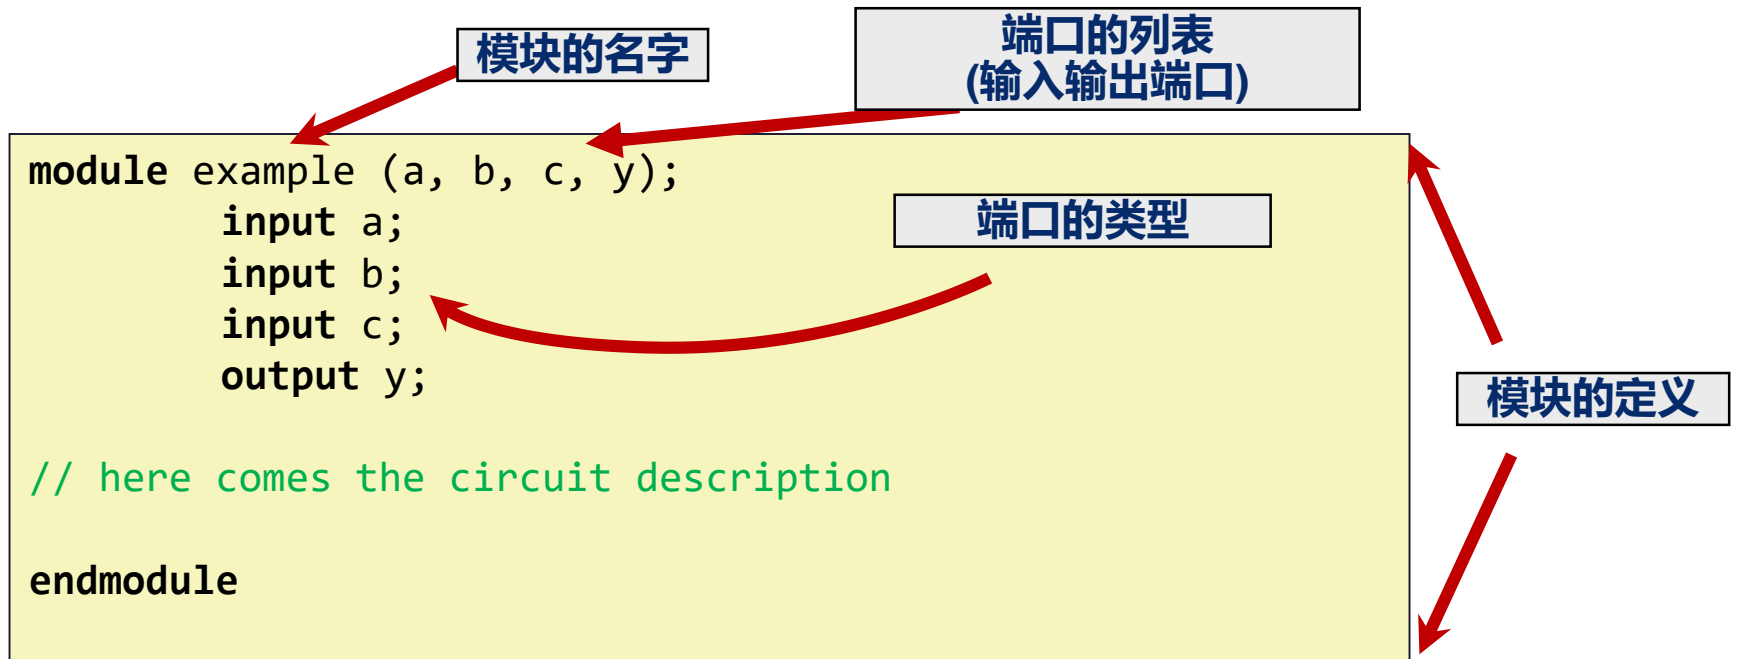 模块的名字
端口的列表
(输入输出端口)
module example (a, b, c, y);
input a;
端口的类型
input b;
input c;
output y;
模块的定义
// here comes the circuit description
endmodule